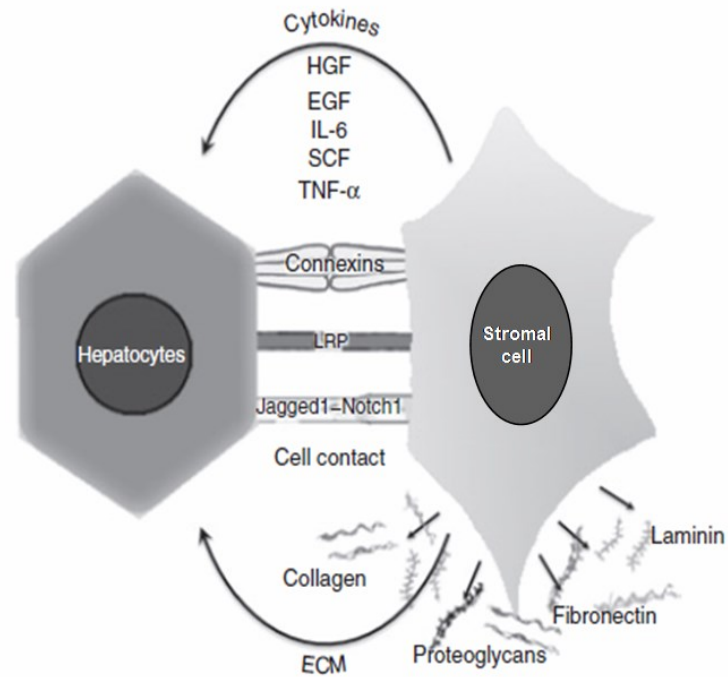 Cytokines
HGF
EGF
IL-6
SCF
TNF-α
Connexins
Hepatocytes
LRP
Stromal
cell
Jagged1–Notch1
Cell contact
Collagen
Laminin
Fibronectin
Proteoglycans
ECM